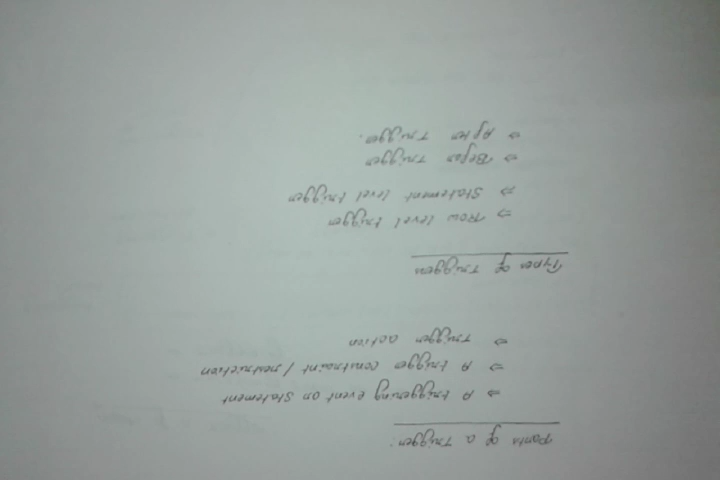 Parts of a Trigger:
⇒ A triggering event or Statement
⇒ A trigger constraint / restriction
⇒ Trigger action
Types of Triggers
⇒ Row level trigger
⇒ Statement level trigger
⇒ Befor Trigger
⇒ After Trigger.